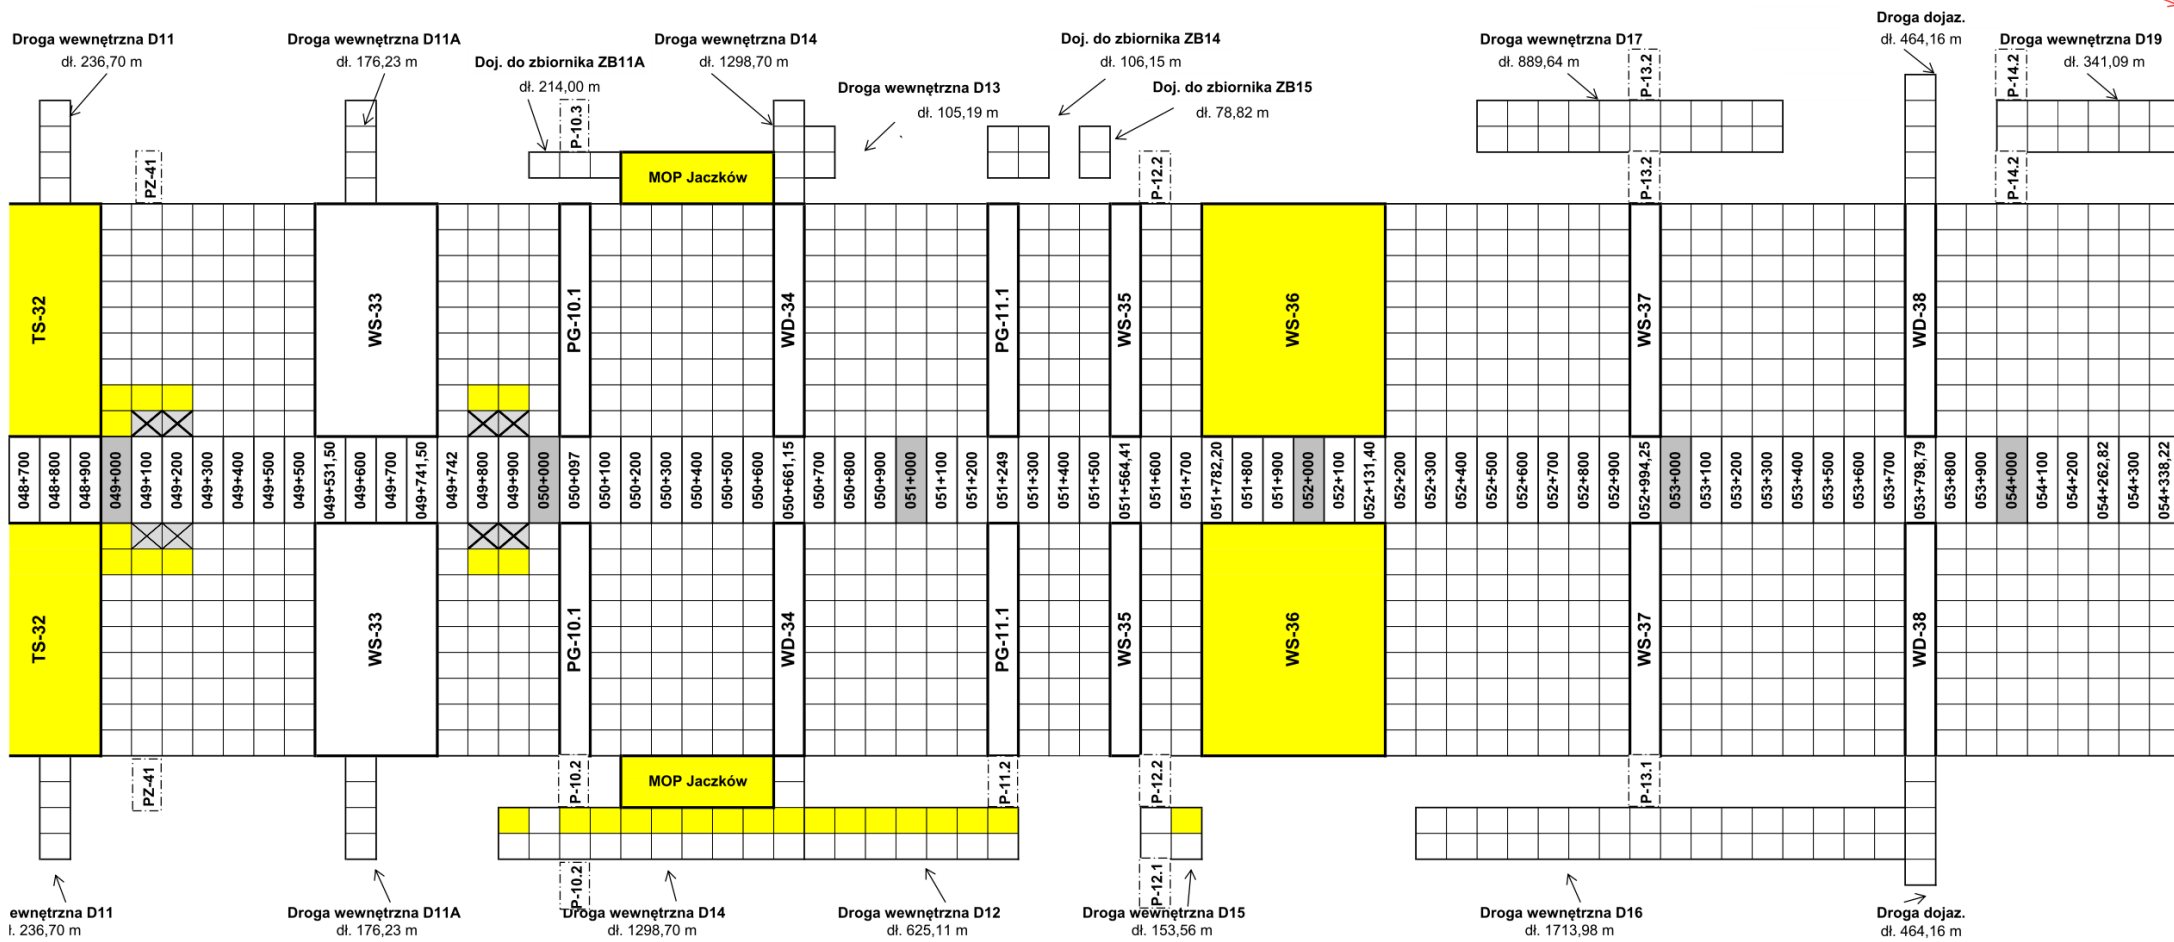 Droga wewnętrzna D11
dł. 236,70 m
Droga wewnętrzna D11A
dł. 176,23 m
Doj. do zbiornika ZB11A
dł. 214,00 m
Droga wewnętrzna D14
dł. 1298,70 m
Droga wewnętrzna D13
dł. 105,19 m
Doj. do zbiornika ZB14
dł. 106,15 m
Doj. do zbiornika ZB15
dł. 78,82 m
Droga wewnętrzna D17
dł. 889,64 m
Droga dojaz.
dł. 464,16 m
Droga wewnętrzna D19
dł. 341,09 m
P-10.3
P-13.2
P-14.2
PZ-41
MOP Jaczków
P-12.2
P-13.2
P-14.2
TS-32
WS-33
PG-10.1
WD-34
PG-11.1
WS-35
WS-36
WS-37
WD-38
048+700
048+800
048+900
049+000
049+100
049+200
049+300
049+400
049+500
049+500
049+531,50
049+600
049+700
049+741,50
049+742
049+800
049+900
050+000
050+097
050+100
050+200
050+300
050+400
050+500
050+600
050+661,15
050+700
050+800
050+900
051+000
051+100
051+200
051+249
051+300
051+400
051+500
051+564,41
051+600
051+700
051+782,20
051+800
051+900
052+000
052+100
052+131,40
052+200
052+300
052+400
052+500
052+600
052+700
052+800
052+900
052+994,25
053+000
053+100
053+200
053+300
053+400
053+500
053+600
053+700
053+798,79
053+800
053+900
054+000
054+100
054+200
054+262,82
054+300
054+338,22
TS-32
WS-33
PG-10.1
WD-34
PG-11.1
WS-35
WS-36
WS-37
WD-38
PZ-41
P-10.2
MOP Jaczków
P-11.2
P-12.2
P-13.1
P-10.2
P-12.1
ewnętrzna D11
ł. 236,70 m
Droga wewnętrzna D11A
dł. 176,23 m
Droga wewnętrzna D14
dł. 1298,70 m
Droga wewnętrzna D12
dł. 625,11 m
Droga wewnętrzna D15
dł. 153,56 m
Droga wewnętrzna D16
dł. 1713,98 m
Droga dojaz.
dł. 464,16 m